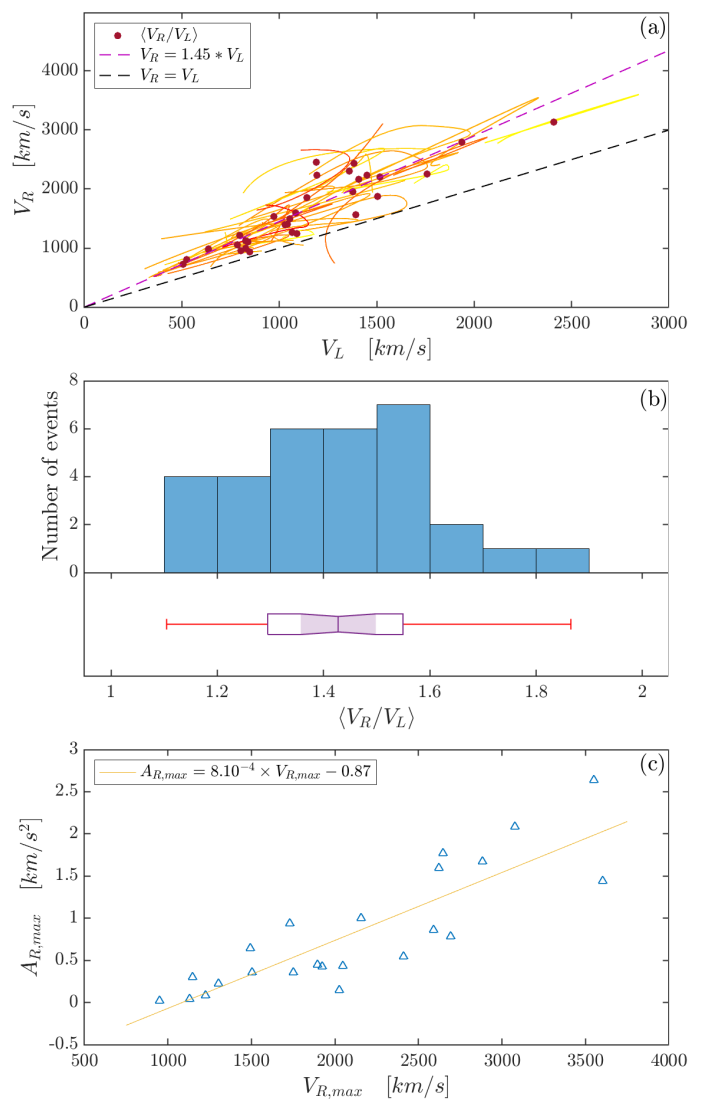 (a)
⟨V_R/V_L⟩
V_R = 1.45 * V_L
V_R = V_L
4000
3000
2000
1000
0
V_R [km/s]
0 500 1000 1500 2000 2500 3000
V_L [km/s]
(b)
8
6
4
2
0
Number of events
1 1.2 1.4 1.6 1.8 2
⟨V_R/V_L⟩
(c)
A_{R,max} = 8.10^{-4} × V_{R,max} − 0.87
3
2.5
2
1.5
1
0.5
0
-0.5
A_{R,max} [km/s^2]
500 1000 1500 2000 2500 3000 3500 4000
V_{R,max} [km/s]